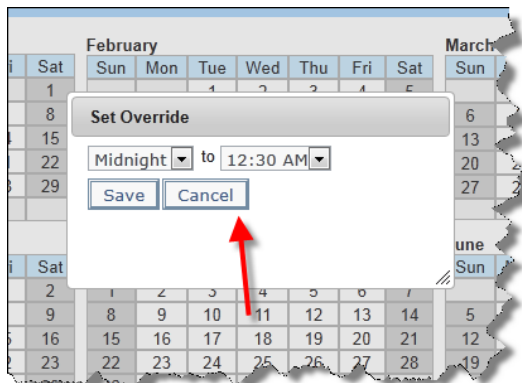 February March
Sat Sun Mon Tue Wed Thu Fri Sat Sun
1
8 Set Override 6
15 Midnight to 12:30 AM 13
22 Save Cancel 20
29 27
Sat Sun
2
9 8 9 10 11 12 13 14 5
16 15 16 17 18 19 20 21 12
23 22 23 24 25 26 27 28 19